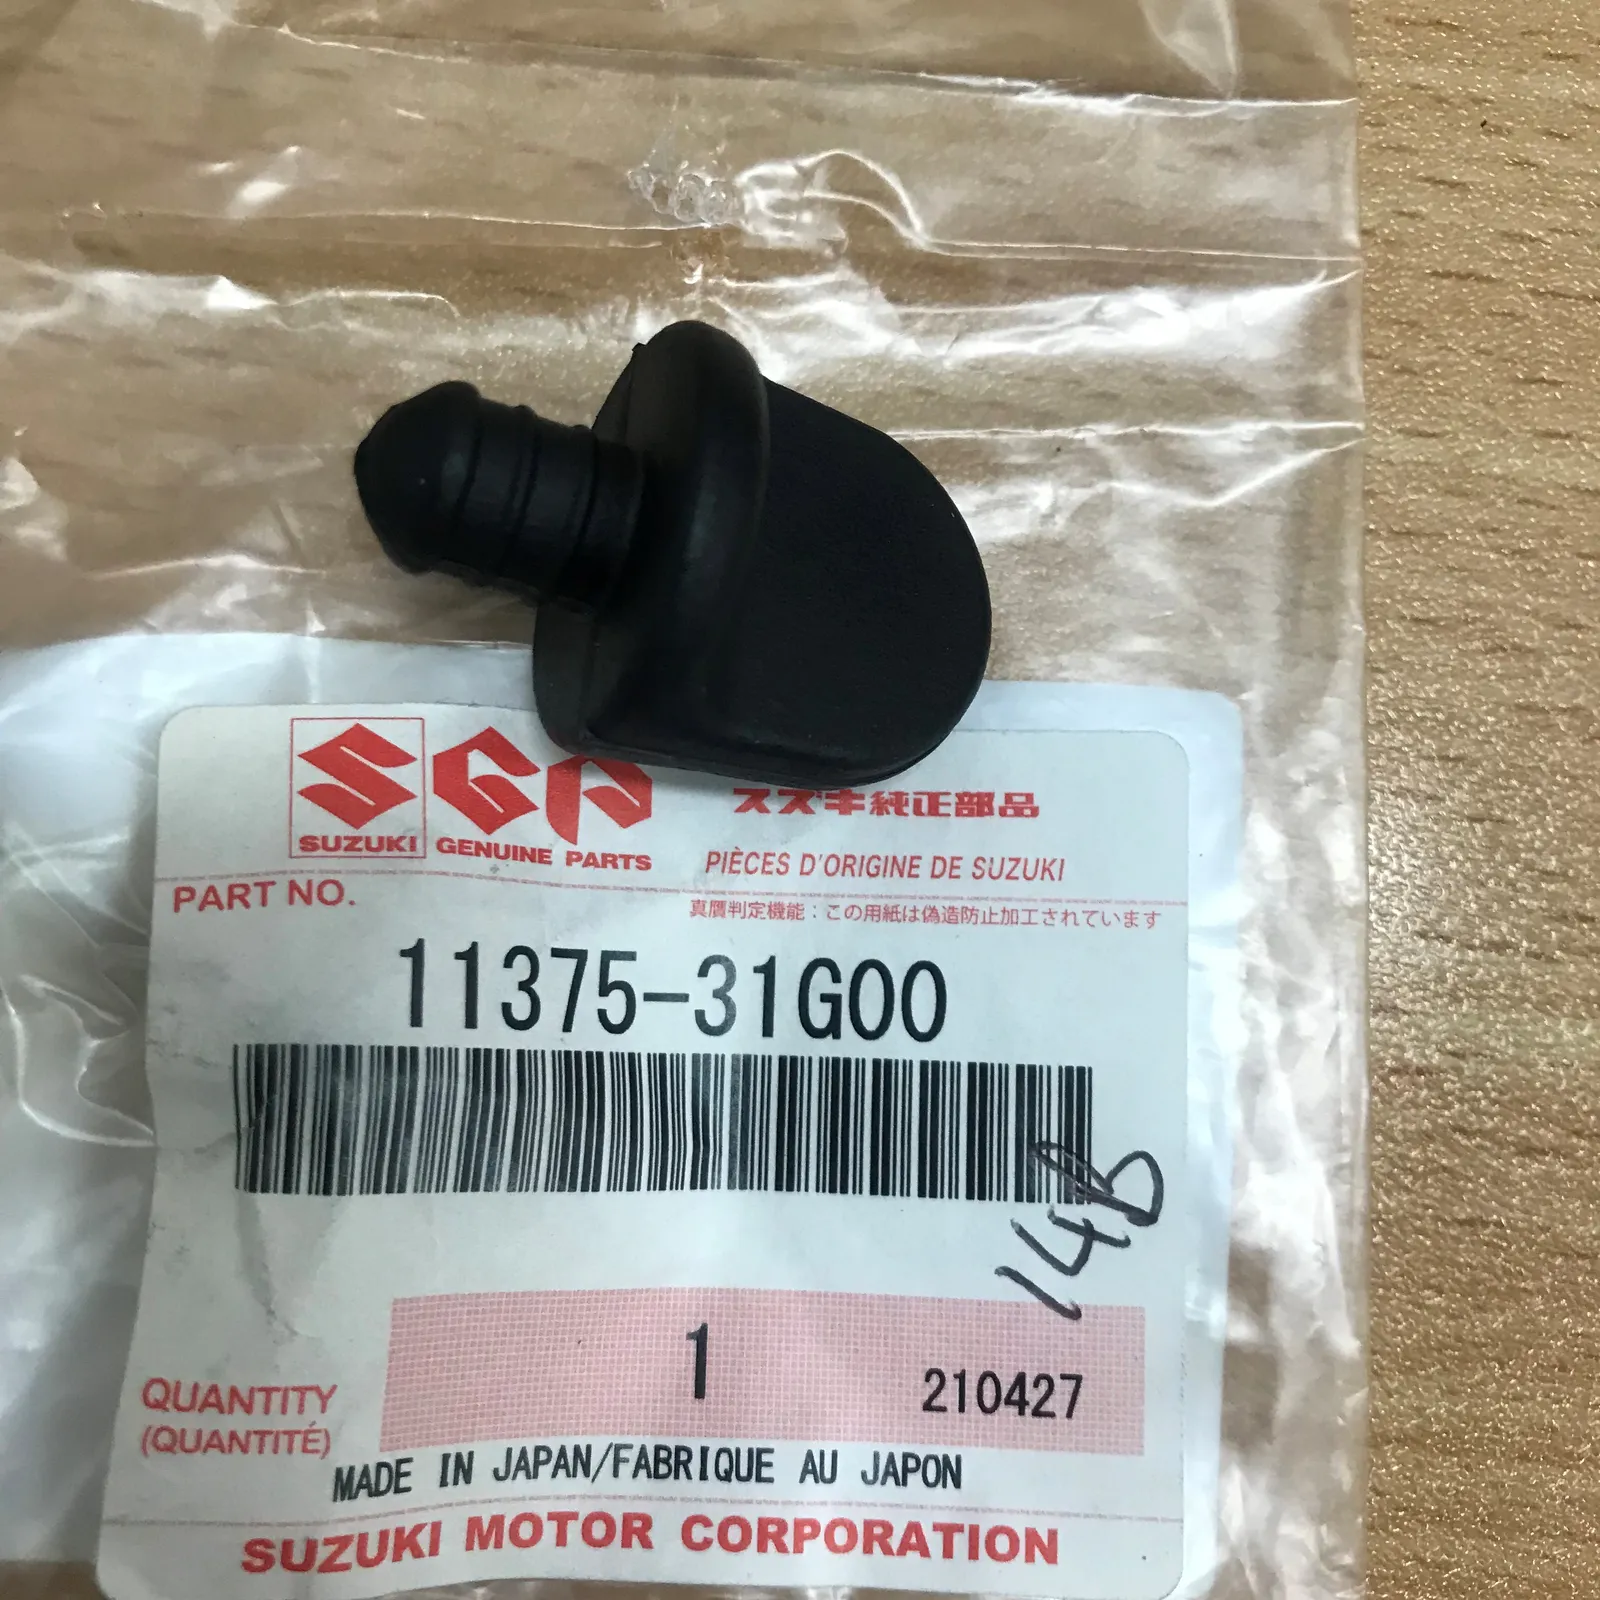 SUZUKI
SGP
GENUINE PARTS
スズキ純正部品
PIÈCES D'ORIGINE DE SUZUKI
PART NO.
真贋判定機能：この用紙は偽造防止加工されています
11375-31G00
14B
QUANTITY
(QUANTITÉ)
1
210427
MADE IN JAPAN/FABRIQUE AU JAPON
SUZUKI MOTOR CORPORATION